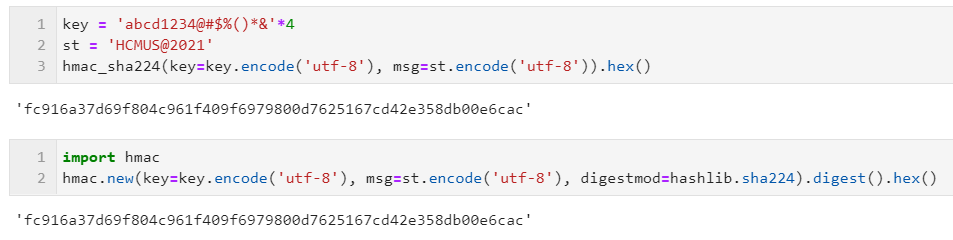 1 key = 'abcd1234@#$%()*&'*4
2 st = 'HCMUS@2021'
3 hmac_sha224(key=key.encode('utf-8'), msg=st.encode('utf-8')).hex()
'fc916a37d69f804c961f409f6979800d7625167cd42e358db00e6cac'
1 import hmac
2 hmac.new(key=key.encode('utf-8'), msg=st.encode('utf-8'), digestmod=hashlib.sha224).digest().hex()
'fc916a37d69f804c961f409f6979800d7625167cd42e358db00e6cac'